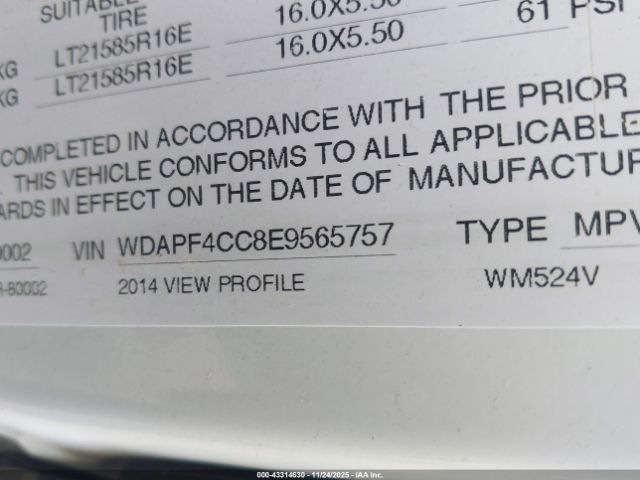 SUITABLE
TIRE
KG LT21585R16E 16.0X5.50 61 PSI
KG LT21585R16E 16.0X5.50
COMPLETED IN ACCORDANCE WITH THE PRIOR
. THIS VEHICLE CONFORMS TO ALL APPLICABLE
ARDS IN EFFECT ON THE DATE OF MANUFACTUR
0002 VIN WDAPF4CC8E9565757 TYPE MPV
R-80002 2014 VIEW PROFILE WM524V
000-43314630 - 11/24/2025 - IAA Inc.